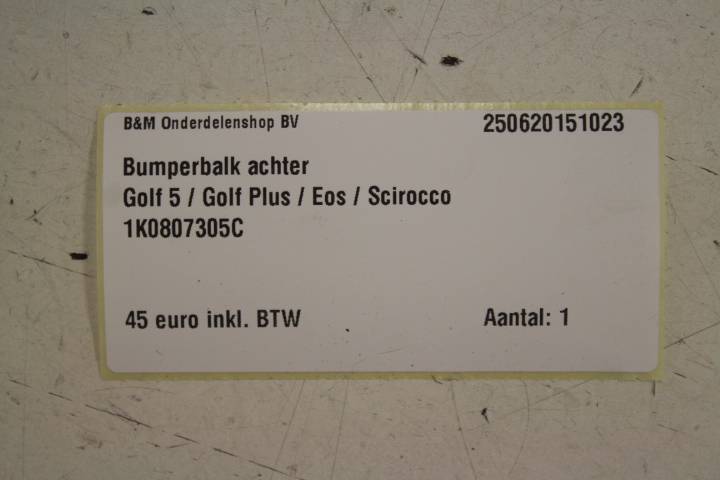 B&M Onderdelenshop BV 250620151023
Bumperbalk achter
Golf 5 / Golf Plus / Eos / Scirocco
1K0807305C
45 euro inkl. BTW Aantal: 1